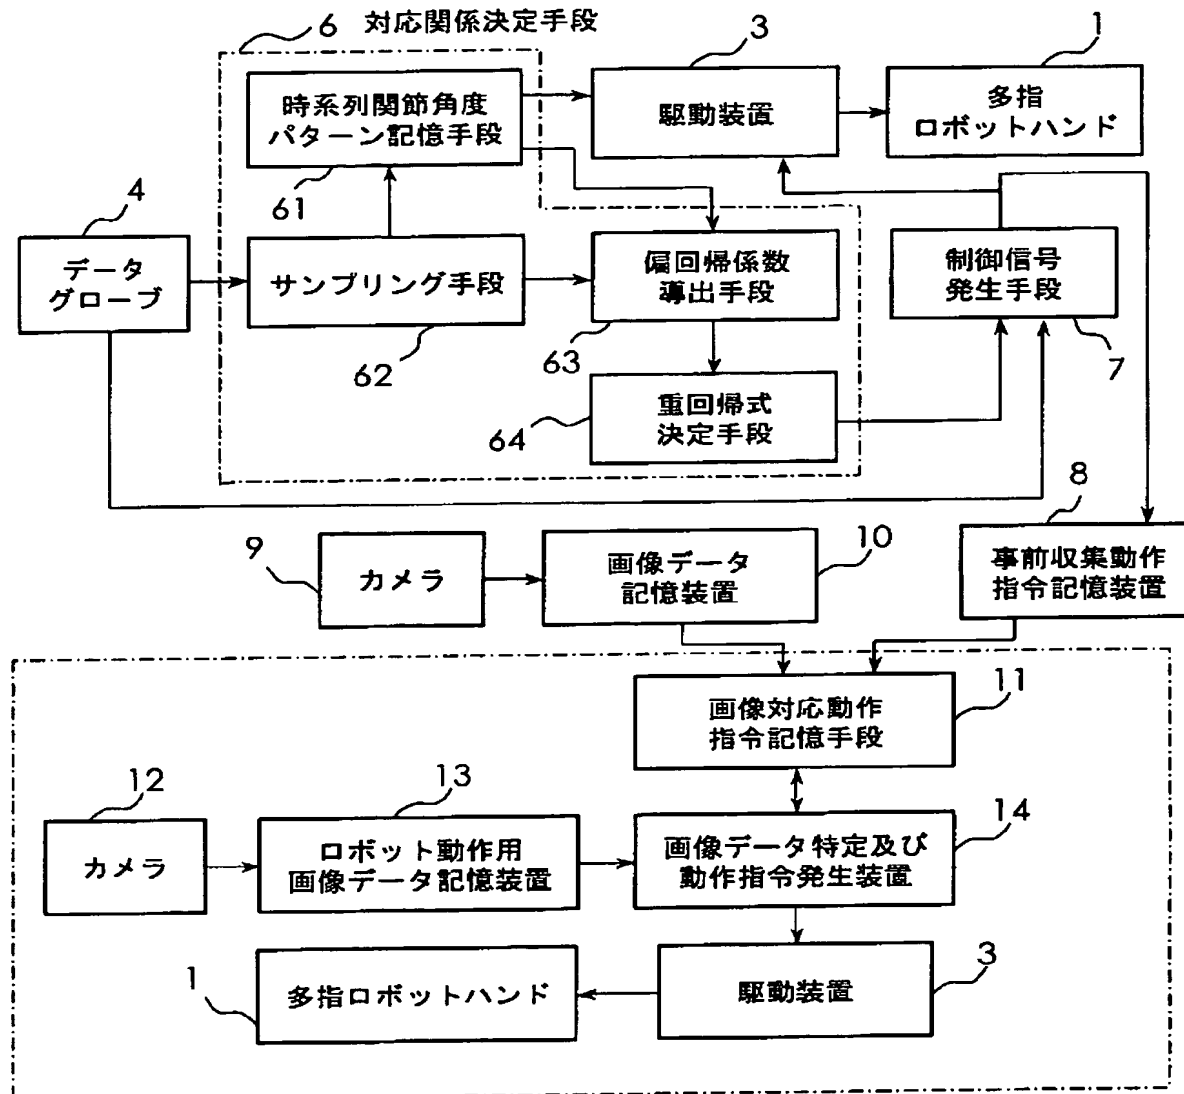 6 対応関係決定手段
3
1
時系列関節角度
パターン記憶手段
駆動装置
多指
ロボットハンド
61
4
データ
グローブ
サンプリング手段
偏回帰係数
導出手段
制御信号
発生手段
62
63
7
重回帰式
決定手段
64
8
9
カメラ
画像データ
記憶装置
10
事前収集動作
指令記憶装置
画像対応動作
指令記憶手段
11
12
13
14
カメラ
ロボット動作用
画像データ記憶装置
画像データ特定及び
動作指令発生装置
1
多指ロボットハンド
駆動装置
3